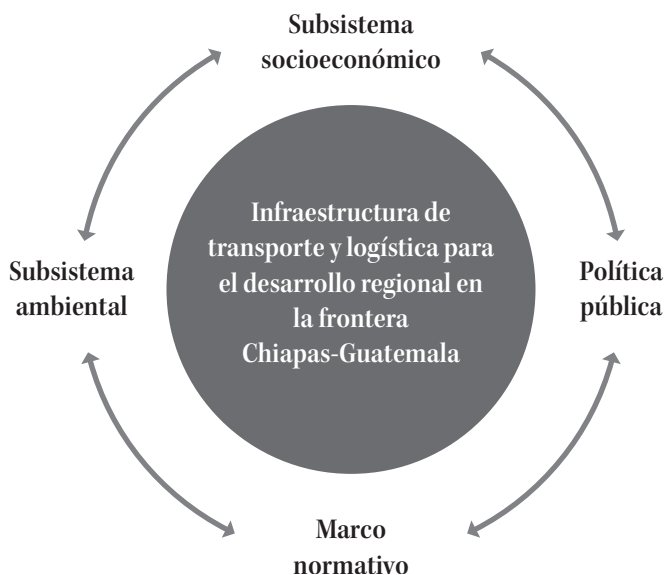 Subsistema
socioeconómico
Infraestructura de
transporte y logística para
el desarrollo regional en
la frontera
Chiapas-Guatemala
Subsistema
ambiental
Política
pública
Marco
normativo